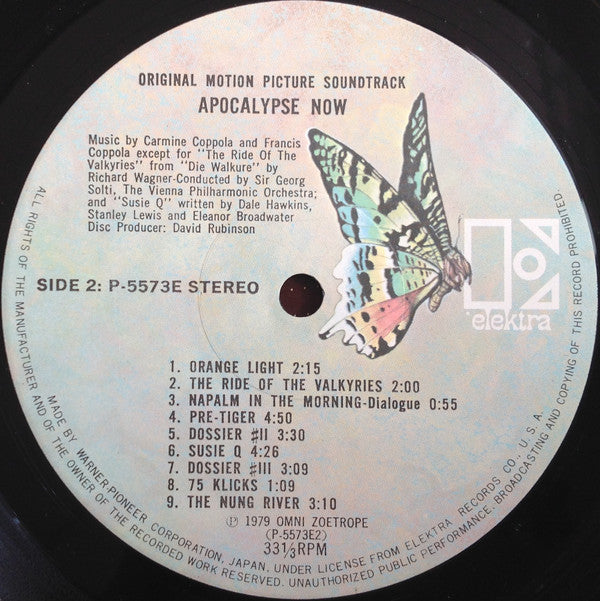 ORIGINAL MOTION PICTURE SOUNDTRACK
APOCALYPSE NOW
Music by Carmine Coppola and Francis
Coppola except for "The Ride Of The
Valkyries" from "Die Walkure" by
Richard Wagner-Conducted by Sir Georg
Solti, The Vienna Philharmonic Orchestra;
and "Susie Q" written by Dale Hawkins,
Stanley Lewis and Eleanor Broadwater
Disc Producer: David Rubinson
SIDE 2: P-5573E STEREO
elektra
1. ORANGE LIGHT 2:15
2. THE RIDE OF THE VALKYRIES 2:00
3. NAPALM IN THE MORNING-Dialogue 0:55
4. PRE-TIGER 4:50
5. DOSSIER #II 3:30
6. SUSIE Q 4:26
7. DOSSIER #III 3:09
8. 75 KLICKS 1:09
9. THE NUNG RIVER 3:10
Ⓟ 1979 OMNI ZOETROPE
(P-5573E2)
33⅓RPM
MADE BY WARNER-PIONEER CORPORATION, JAPAN, UNDER LICENSE FROM ELEKTRA RECORDS CO., U.S.A.
ALL RIGHTS OF THE MANUFACTURER AND OF THE OWNER OF THE RECORDED WORK RESERVED. UNAUTHORIZED PUBLIC PERFORMANCE, BROADCASTING AND COPYING OF THIS RECORD PROHIBITED.